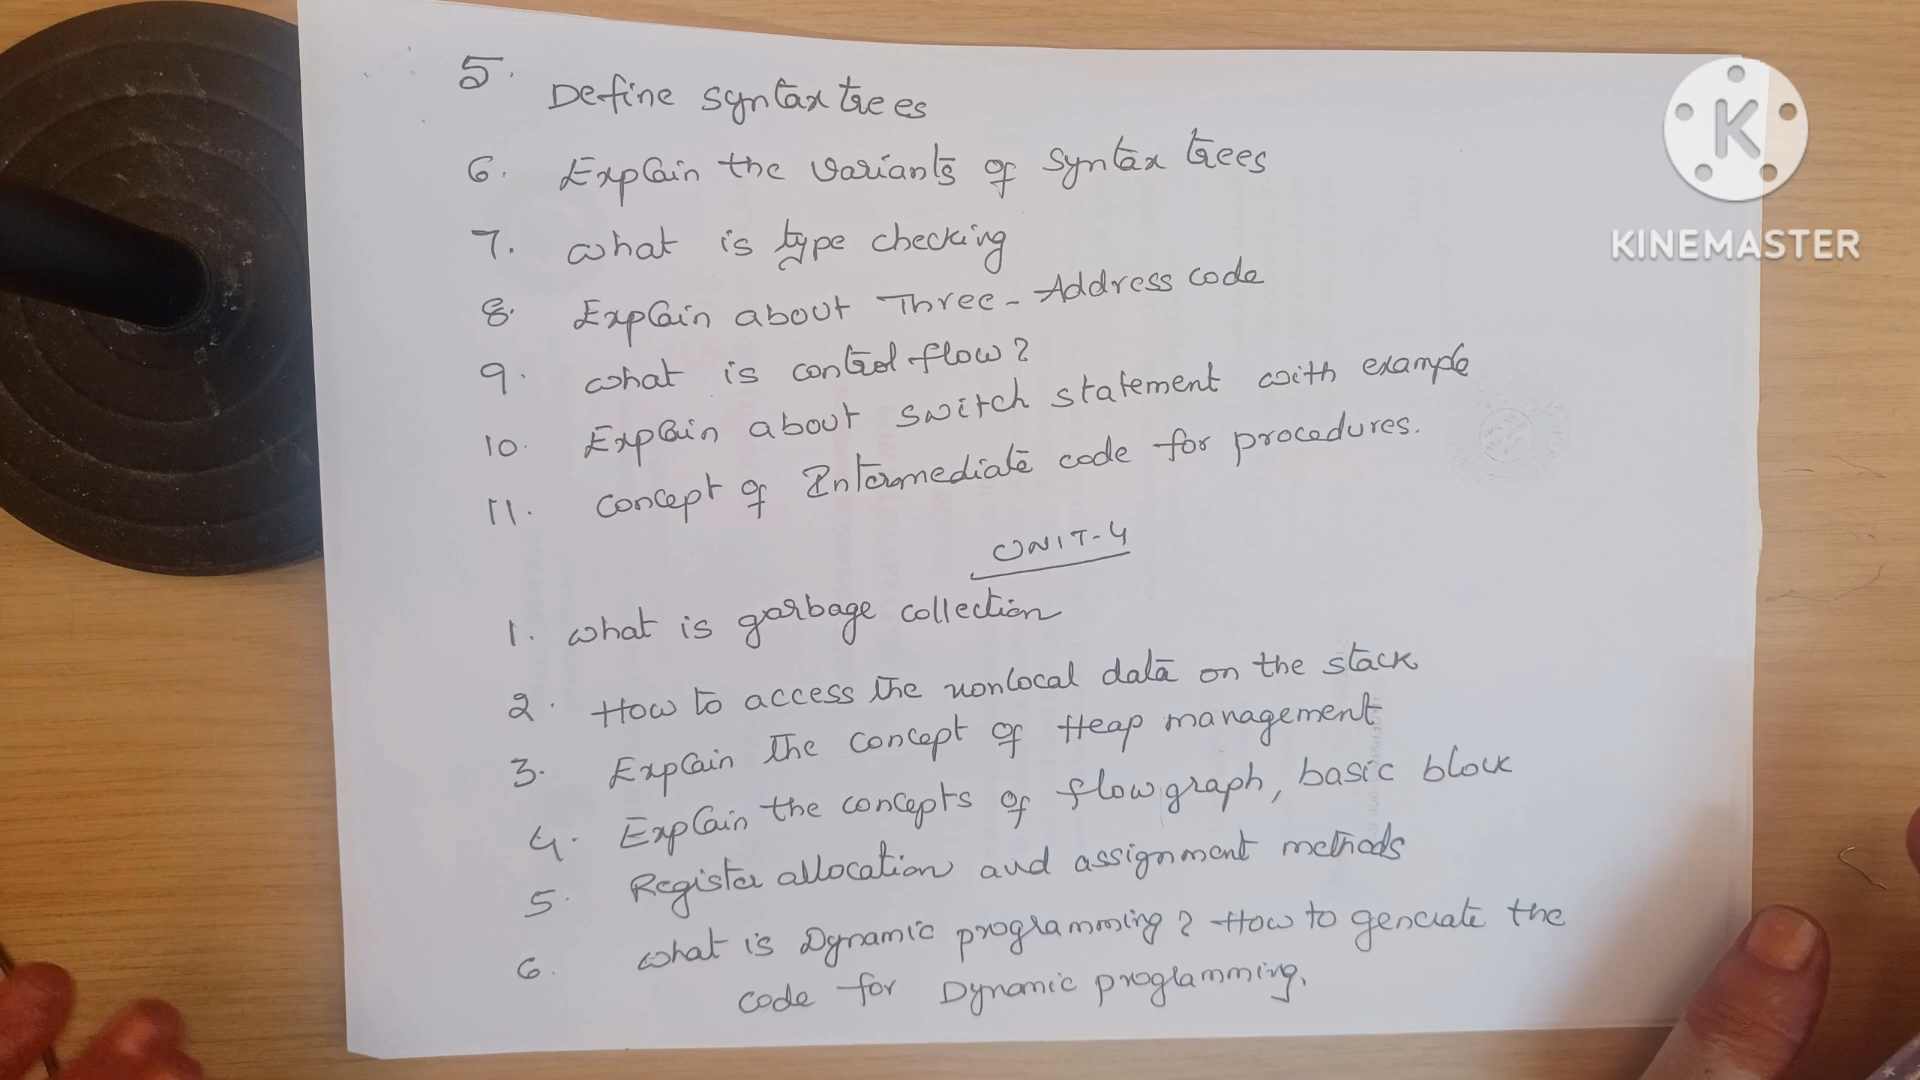 5. Define syntax trees
6. Explain the variants of syntax trees
7. what is type checking
8. Explain about Three-Address code
9. what is control flow?
10. Explain about switch statement with example
11. concept of Intermediate code for procedures.
UNIT-4
1. what is garbage collection
2. How to access the nonlocal data on the stack
3. Explain the concept of Heap management
4. Explain the concepts of flow graph, basic block
5. Register allocation and assignment methods
6. what is Dynamic programming? How to generate the
code for Dynamic programming.
K
KINEMASTER